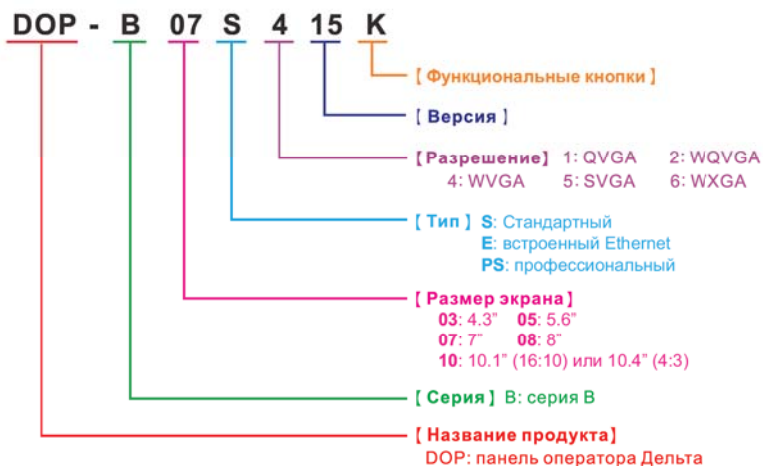 DOP - B 07 S 4 15 K
[ Функциональные кнопки ]
[ Версия ]
[ Разрешение] 1: QVGA 2: WQVGA
4: WVGA 5: SVGA 6: WXGA
[ Тип ] S: Стандартный
E: встроенный Ethernet
PS: профессиональный
[ Размер экрана]
03: 4.3” 05: 5.6”
07: 7¨ 08: 8¨
10: 10.1” (16:10) или 10.4” (4:3)
[ Серия ] B: серия B
[ Название продукта]
DOP: панель оператора Дельта